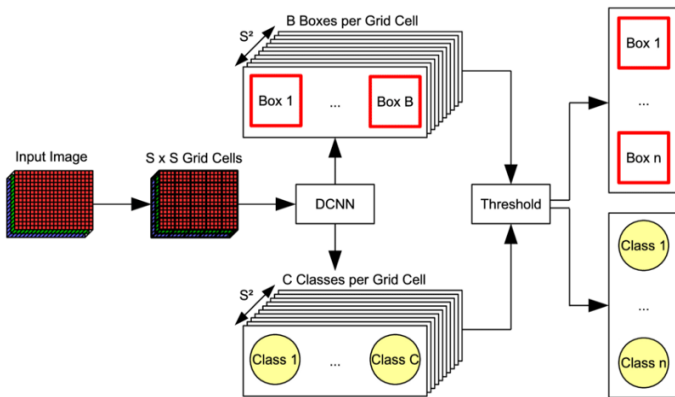 B Boxes per Grid Cell
S²
Box 1
...
Box B
Input Image
S x S Grid Cells
DCNN
Threshold
C Classes per Grid Cell
S²
Class 1
...
Class C
Box 1
...
Box n
Class 1
...
Class n